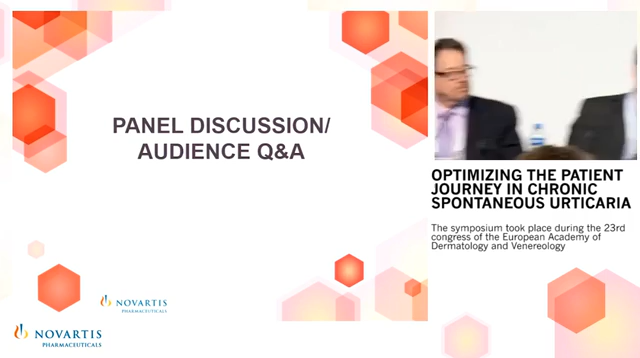 PANEL DISCUSSION/
AUDIENCE Q&A
NOVARTIS
PHARMACEUTICALS
NOVARTIS
PHARMACEUTICALS
OPTIMIZING THE PATIENT
JOURNEY IN CHRONIC
SPONTANEOUS URTICARIA
The symposium took place during the 23rd
congress of the European Academy of
Dermatology and Venereology